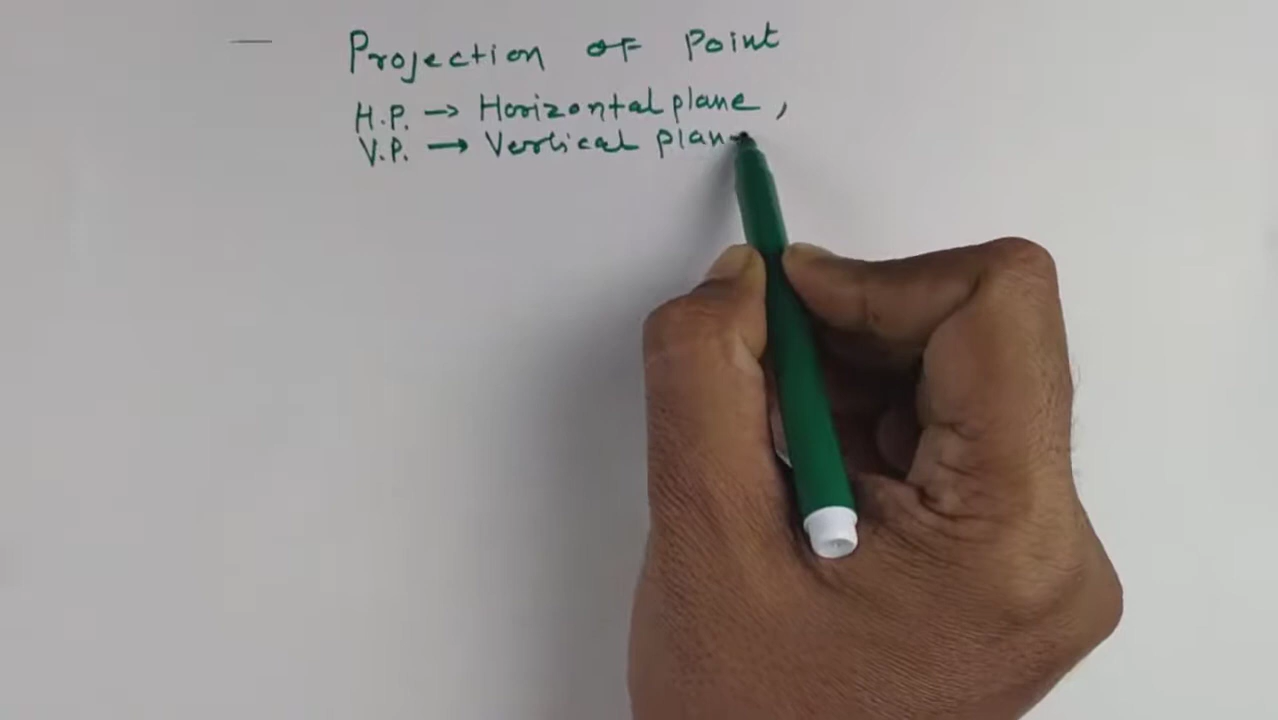 Projection of Point
H.P. → Horizontal plane,
V.P. → Vertical plan